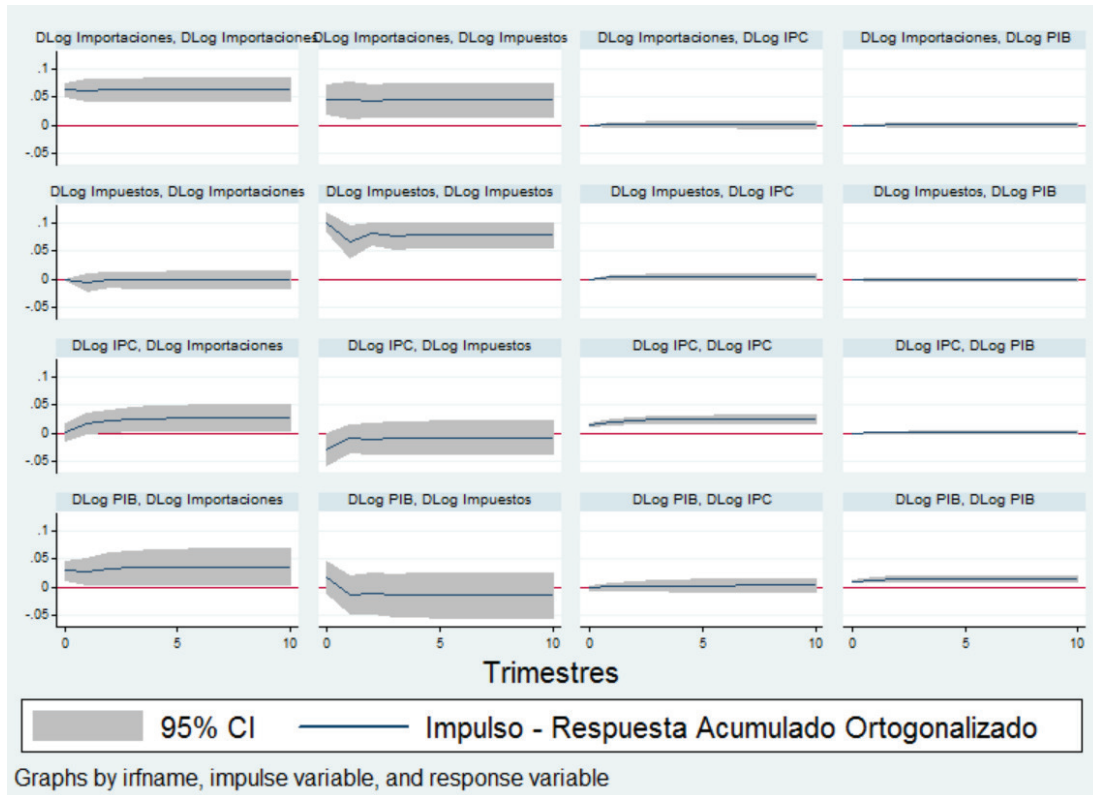 DLog Importaciones, DLog Importaciones
DLog Importaciones, DLog Impuestos
DLog Importaciones, DLog IPC
DLog Importaciones, DLog PIB
.1
.05
0
-.05
DLog Impuestos, DLog Importaciones
DLog Impuestos, DLog Impuestos
DLog Impuestos, DLog IPC
DLog Impuestos, DLog PIB
.1
.05
0
-.05
DLog IPC, DLog Importaciones
DLog IPC, DLog Impuestos
DLog IPC, DLog IPC
DLog IPC, DLog PIB
.1
.05
0
-.05
DLog PIB, DLog Importaciones
DLog PIB, DLog Impuestos
DLog PIB, DLog IPC
DLog PIB, DLog PIB
.1
.05
0
-.05
0 5 10 0 5 10 0 5 10 0 5 10
Trimestres
95% CI Impulso - Respuesta Acumulado Ortogonalizado
Graphs by irfname, impulse variable, and response variable